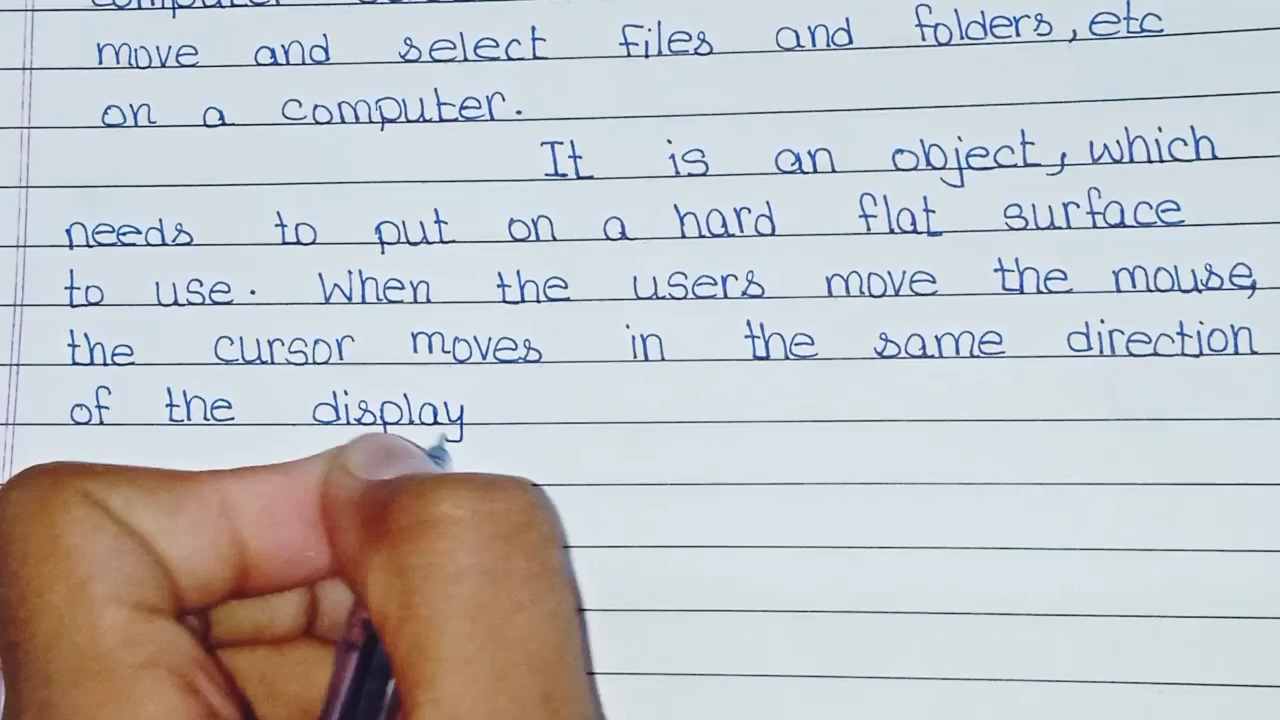 computer
move and select files and folders, etc
on a computer.
It is an object, which
needs to put on a hard flat surface
to use. When the users move the mouse,
the cursor moves in the same direction
of the display